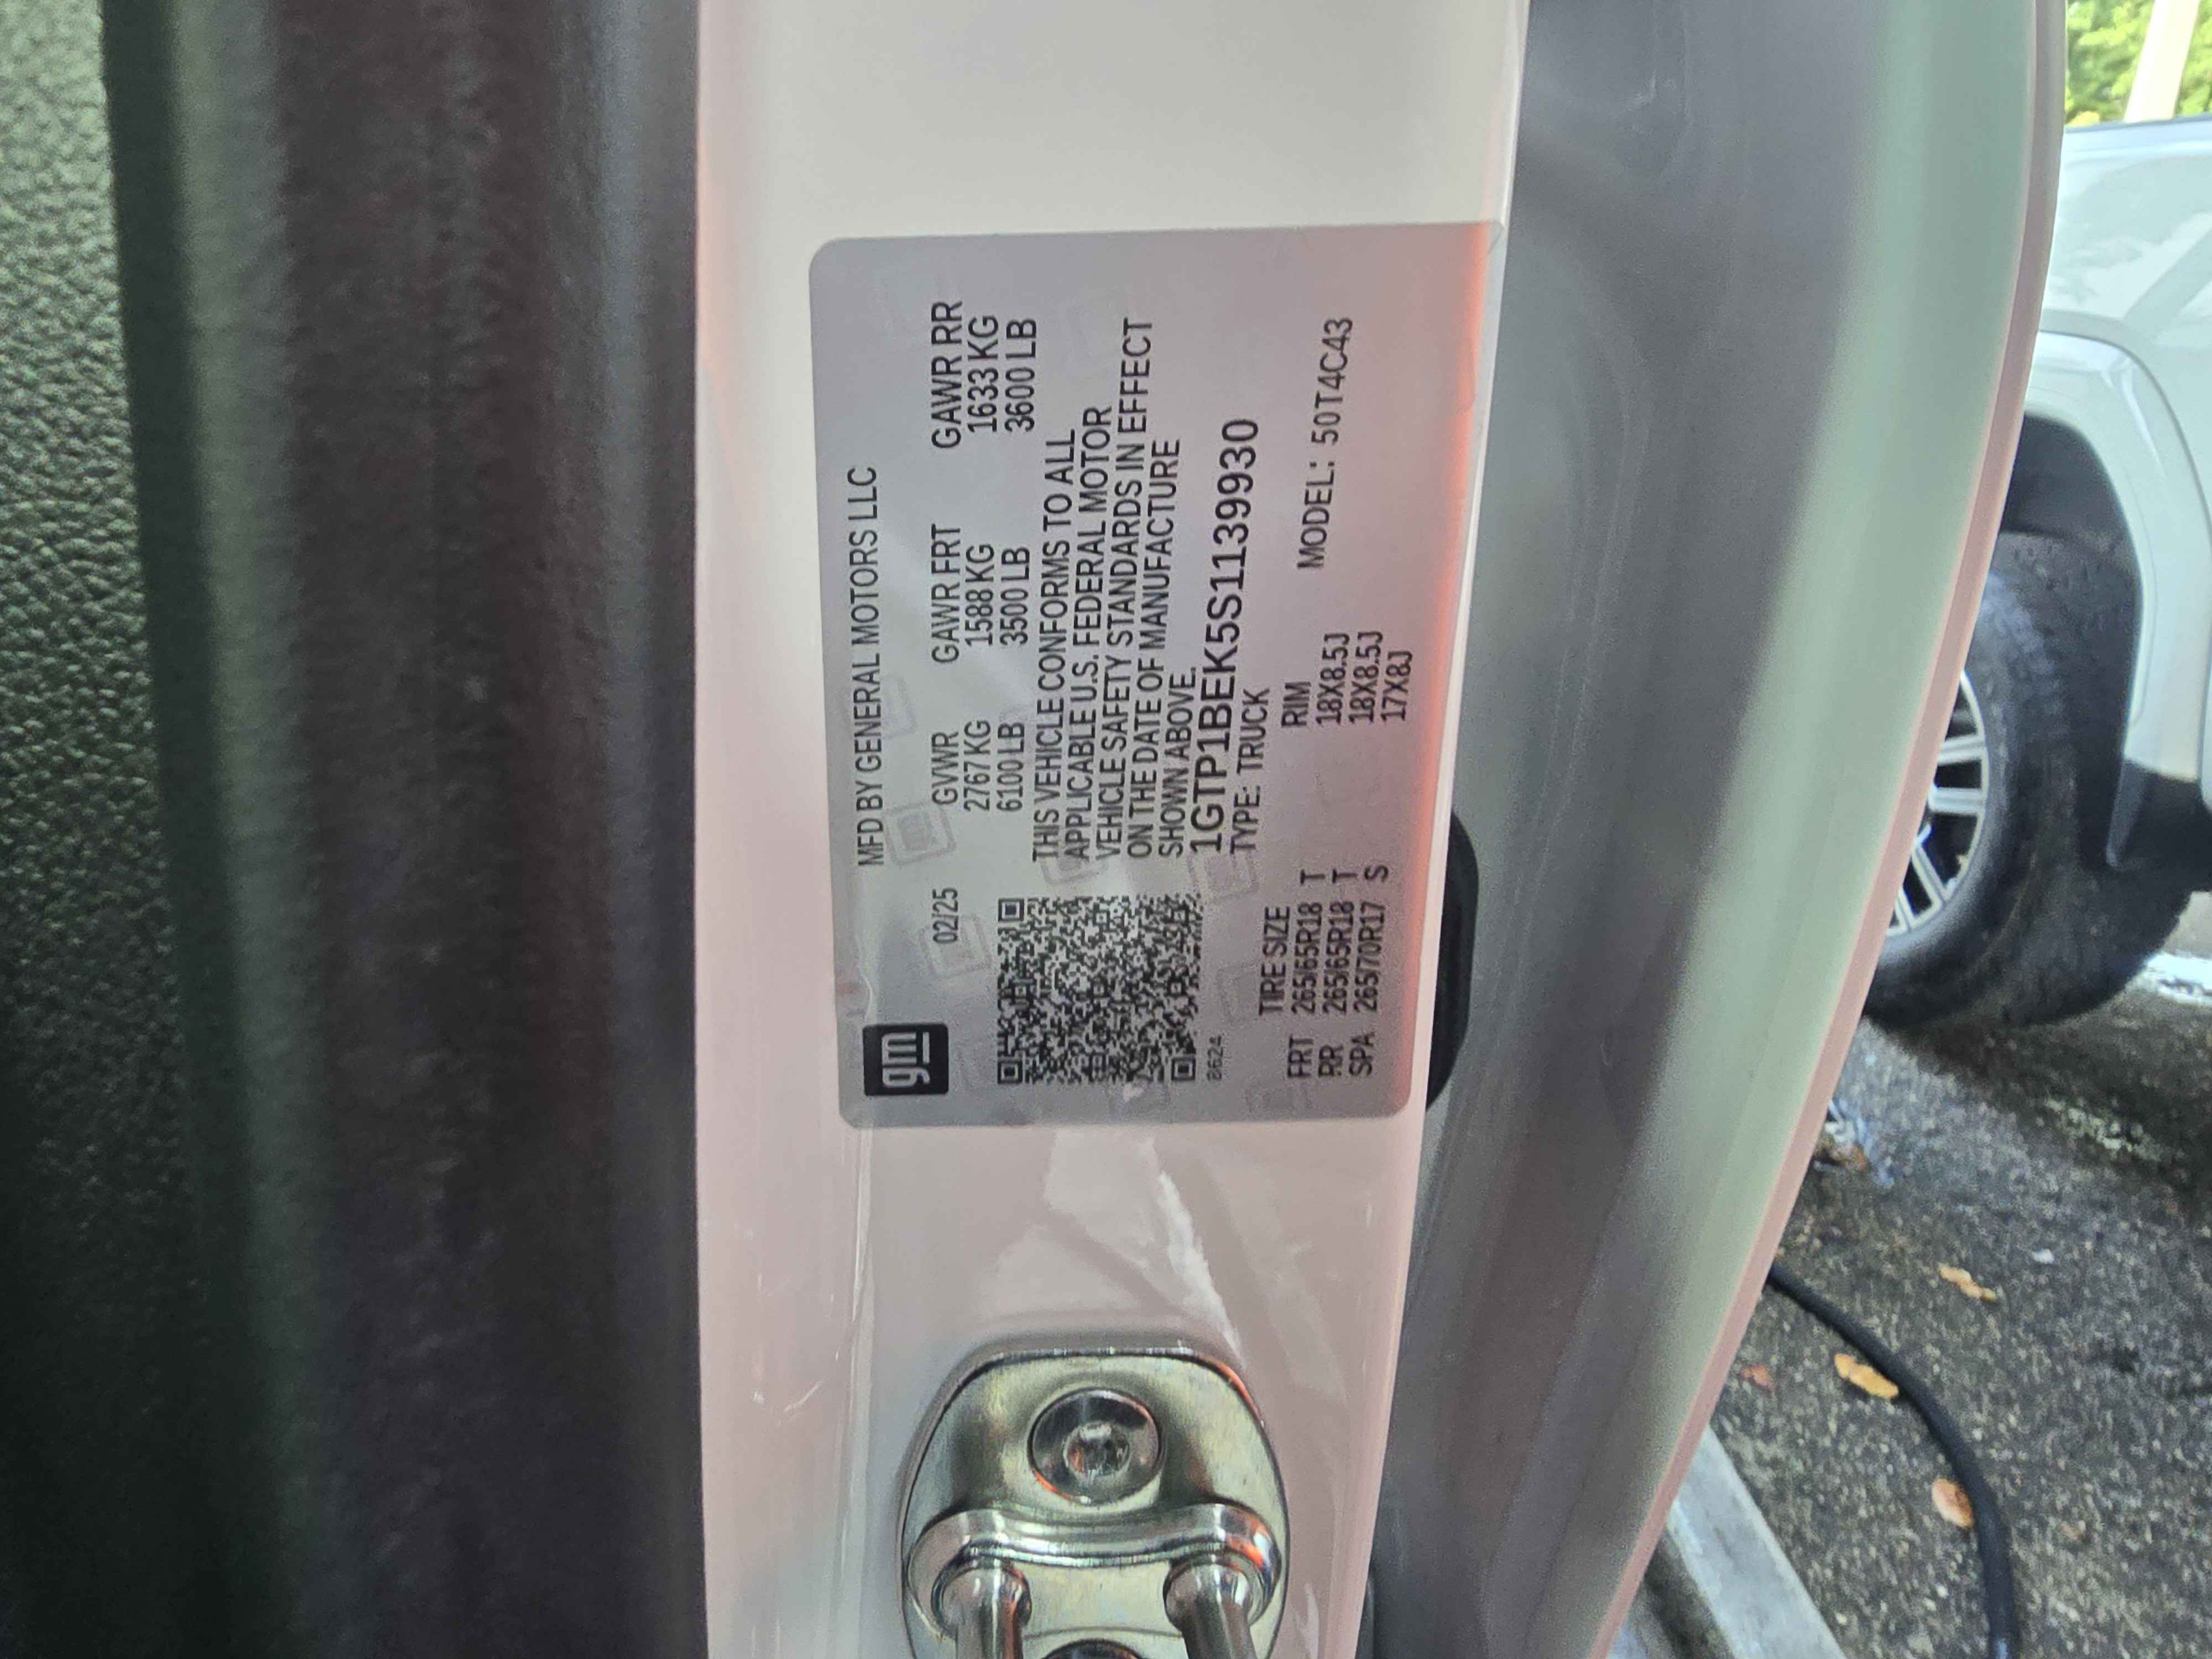 gm
MFD BY GENERAL MOTORS LLC
02/25 GVWR GAWR FRT GAWR RR
2767 KG 1588 KG 1633 KG
6100 LB 3500 LB 3600 LB
THIS VEHICLE CONFORMS TO ALL
APPLICABLE U.S. FEDERAL MOTOR
VEHICLE SAFETY STANDARDS IN EFFECT
ON THE DATE OF MANUFACTURE
SHOWN ABOVE.
1GTP1BEK5S1139930
8624
TYPE: TRUCK
TIRE SIZE RIM MODEL: 50T4C43
FRT 265/65R18 T 18X8.5J
RR 265/65R18 T 18X8.5J
SPA 265/70R17 S 17X8J